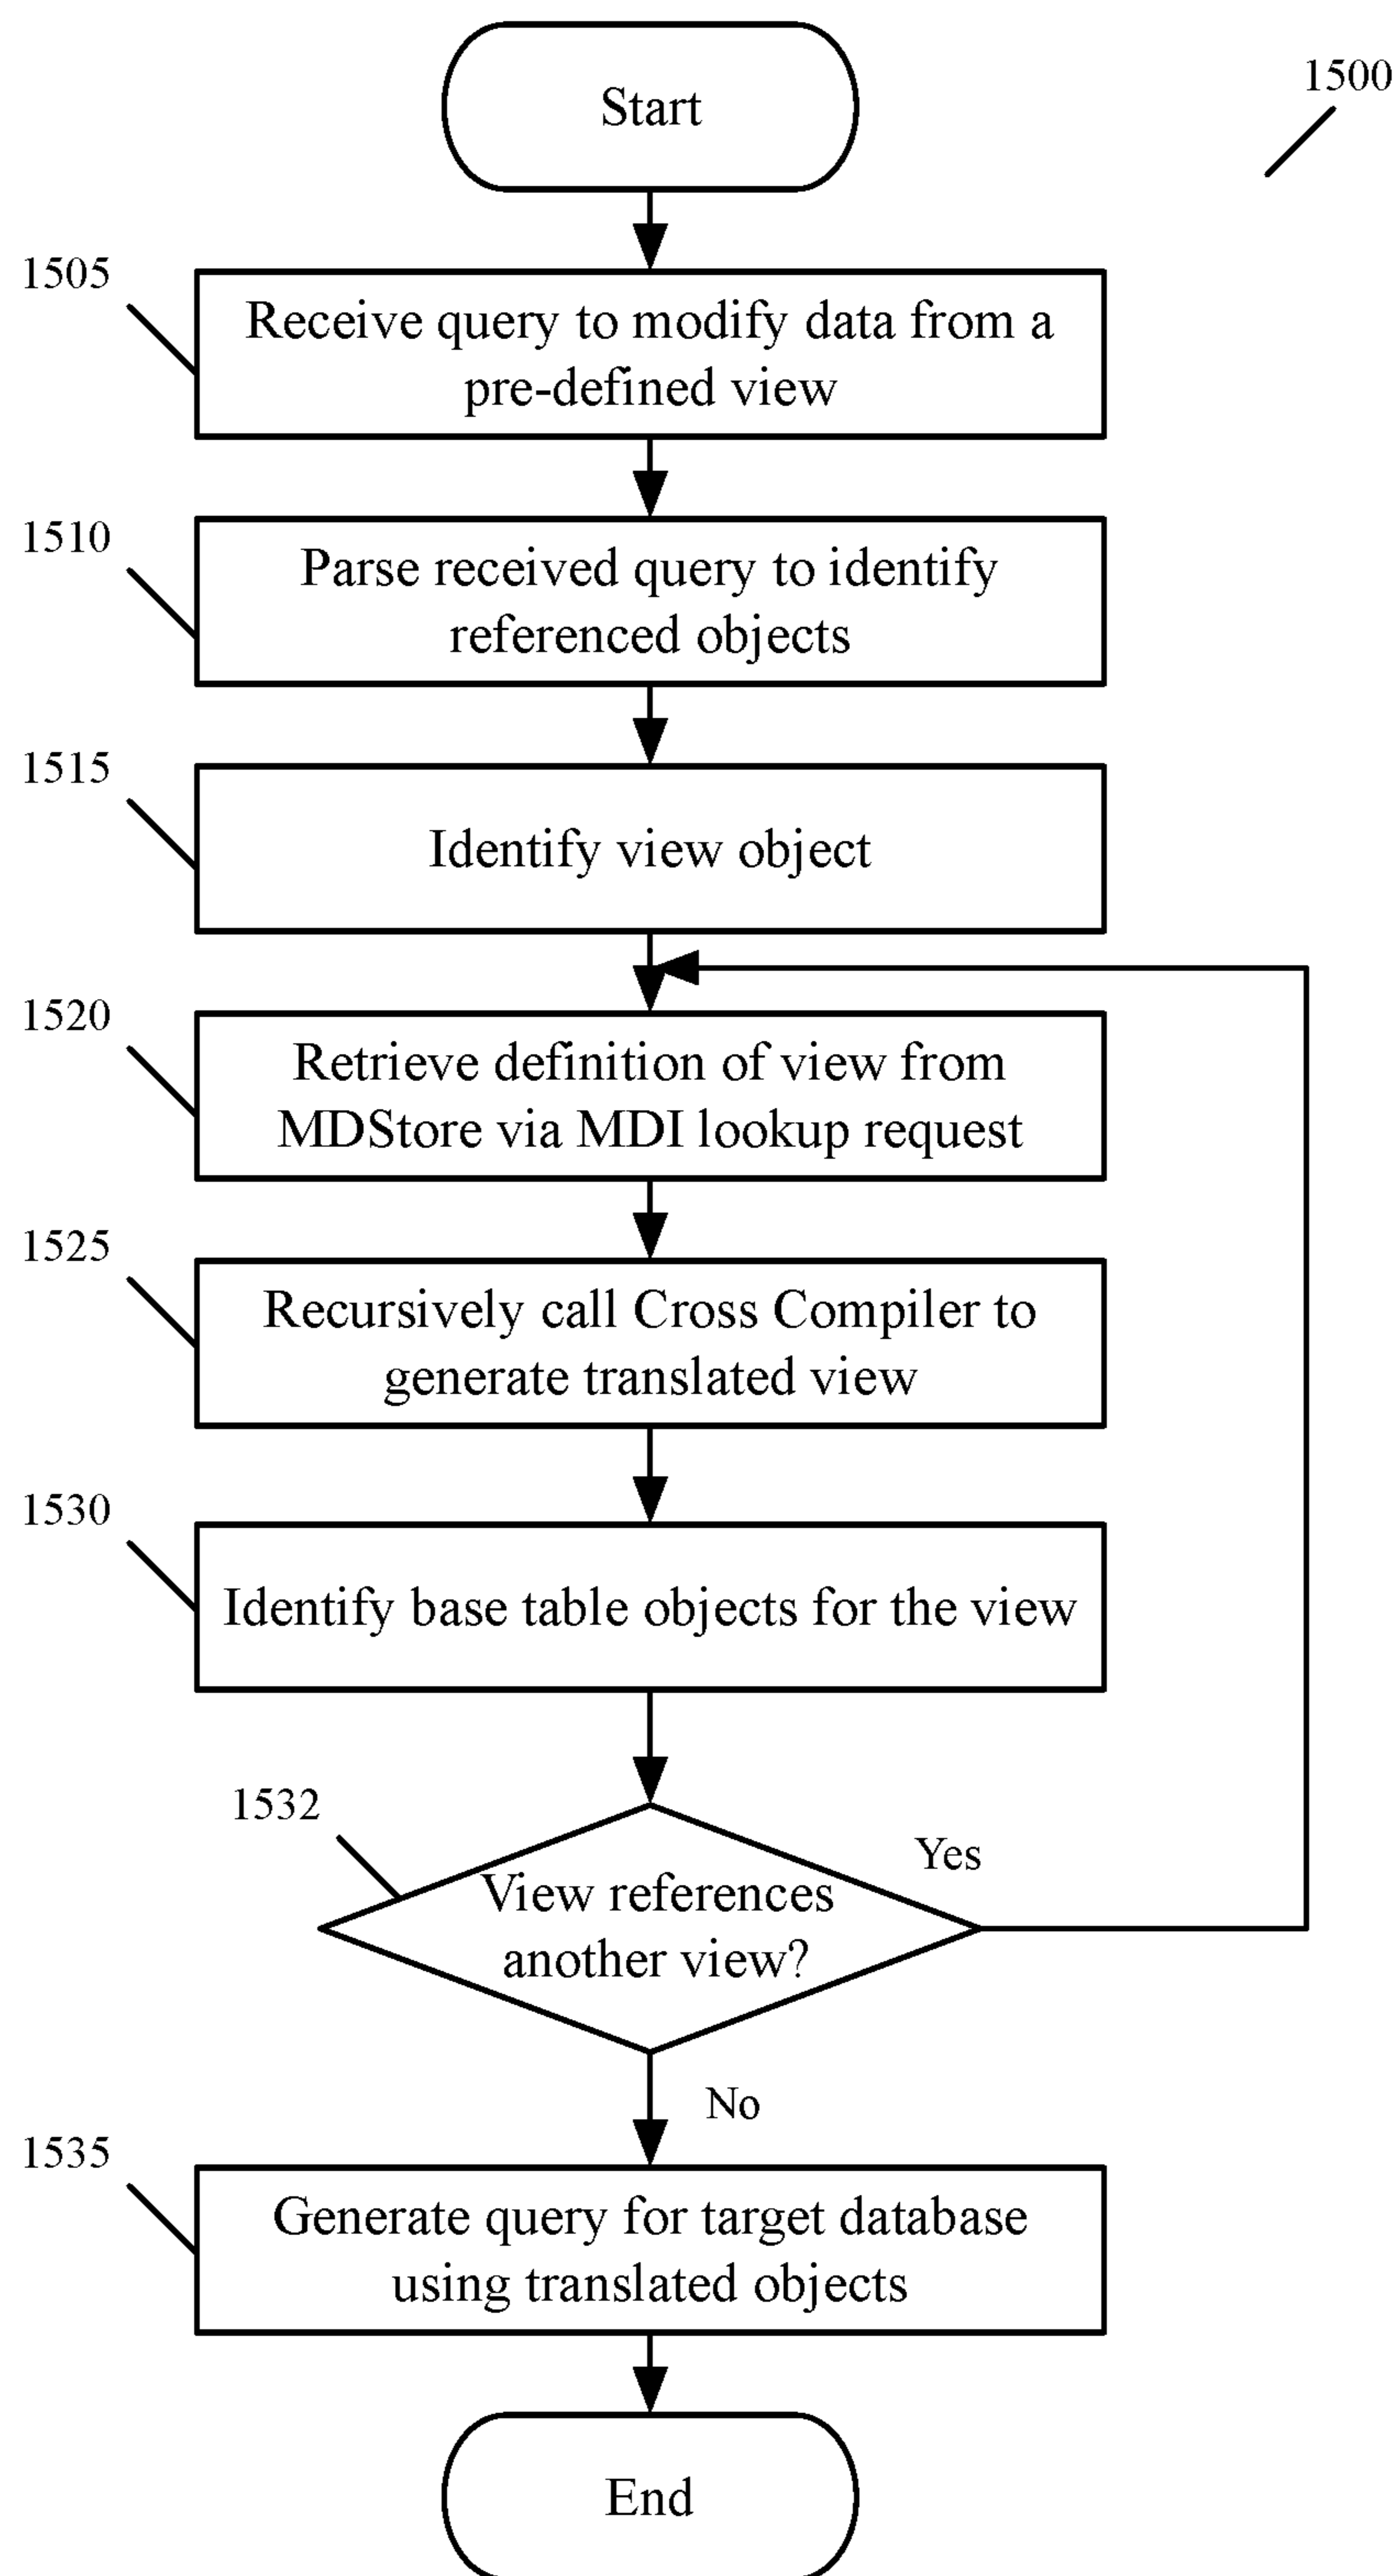 Start
1500
1505
Receive query to modify data from a
pre-defined view
1510
Parse received query to identify
referenced objects
1515
Identify view object
1520
Retrieve definition of view from
MDStore via MDI lookup request
1525
Recursively call Cross Compiler to
generate translated view
1530
Identify base table objects for the view
1532
View references
another view?
Yes
No
1535
Generate query for target database
using translated objects
End